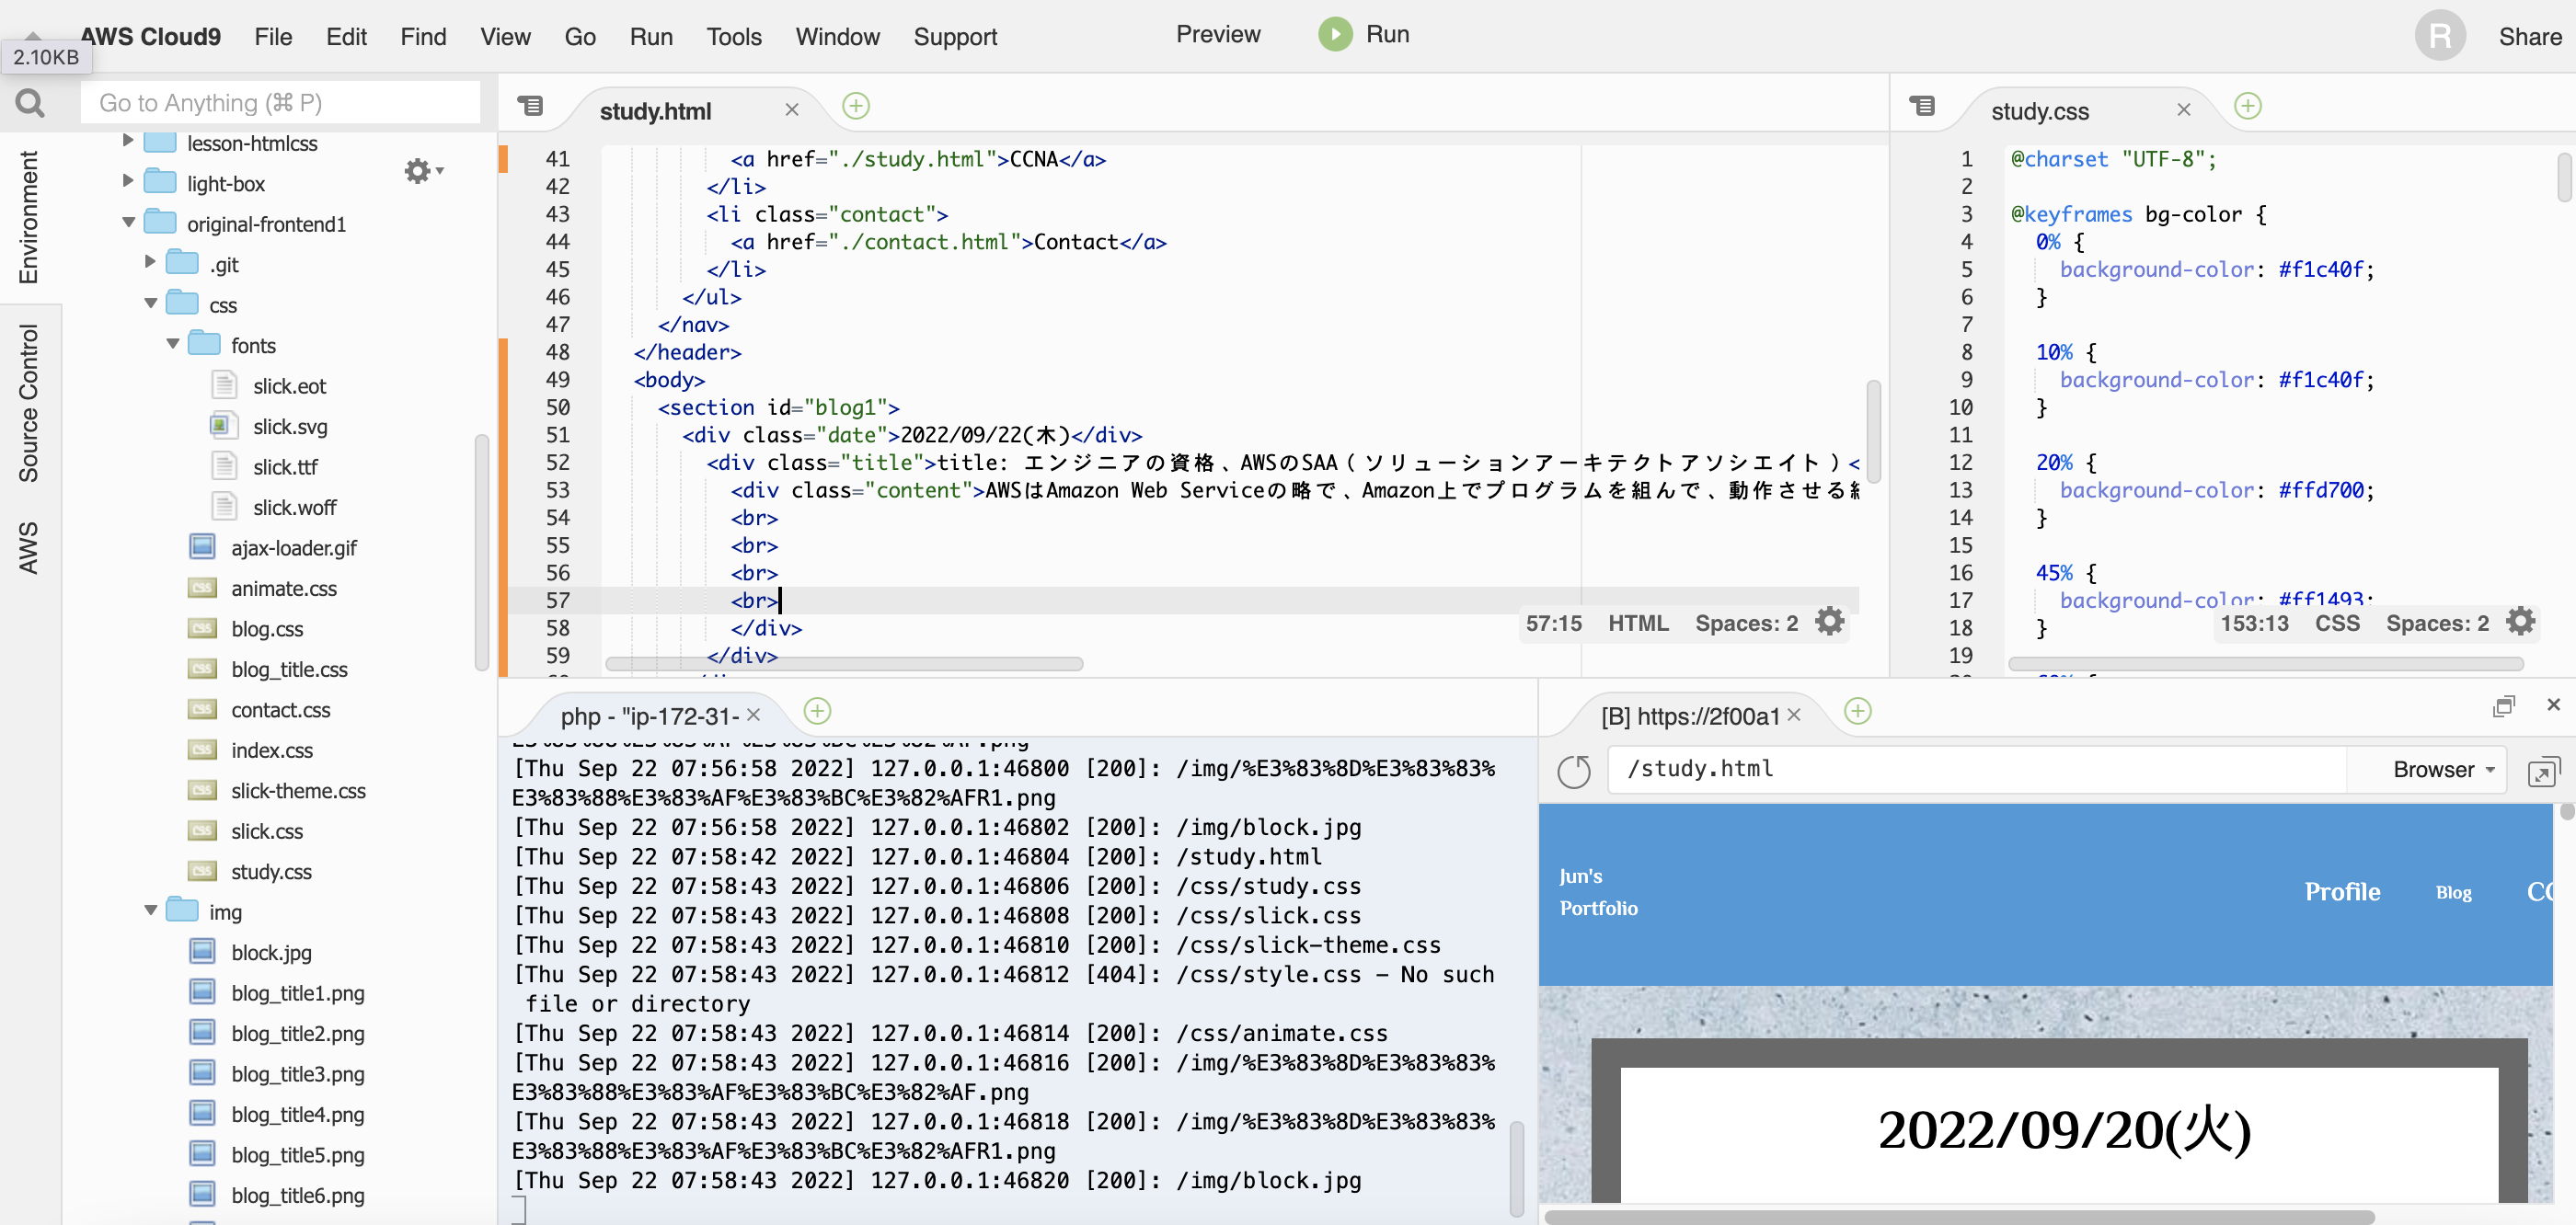 AWS Cloud9 File Edit Find View Go Run Tools Window Support Preview Run R Share
2.10KB
Go to Anything (⌘ P)
Environment
Source Control
AWS
lesson-htmlcss
light-box
original-frontend1
.git
css
fonts
slick.eot
slick.svg
slick.ttf
slick.woff
ajax-loader.gif
animate.css
blog.css
blog_title.css
contact.css
index.css
slick-theme.css
slick.css
study.css
img
block.jpg
blog_title1.png
blog_title2.png
blog_title3.png
blog_title4.png
blog_title5.png
blog_title6.png
study.html
41 <a href="./study.html">CCNA</a>
42 </li>
43 <li class="contact">
44 <a href="./contact.html">Contact</a>
45 </li>
46 </ul>
47 </nav>
48 </header>
49 <body>
50 <section id="blog1">
51 <div class="date">2022/09/22(木)</div>
52 <div class="title">title: エンジニアの資格、AWSのSAA(ソリューションアーキテクトアソシエイト)<
53 <div class="content">AWSはAmazon Web Serviceの略で、Amazon上でプログラムを組んで、動作させる
54 <br>
55 <br>
56 <br>
57 <br>
58 </div>
59 </div>
57:15 HTML Spaces: 2
study.css
1 @charset "UTF-8";
2
3 @keyframes bg-color {
4 0% {
5 background-color: #f1c40f;
6 }
7
8 10% {
9 background-color: #f1c40f;
10 }
11
12 20% {
13 background-color: #ffd700;
14 }
15
16 45% {
17 background-color: #ff1493;
18 }
19
153:13 CSS Spaces: 2
php - "ip-172-31-
E3%83%88%E3%83%AF%E3%83%BC%E3%82%AF.png
[Thu Sep 22 07:56:58 2022] 127.0.0.1:46800 [200]: /img/%E3%83%8D%E3%83%83%
E3%83%88%E3%83%AF%E3%83%BC%E3%82%AFR1.png
[Thu Sep 22 07:56:58 2022] 127.0.0.1:46802 [200]: /img/block.jpg
[Thu Sep 22 07:58:42 2022] 127.0.0.1:46804 [200]: /study.html
[Thu Sep 22 07:58:43 2022] 127.0.0.1:46806 [200]: /css/study.css
[Thu Sep 22 07:58:43 2022] 127.0.0.1:46808 [200]: /css/slick.css
[Thu Sep 22 07:58:43 2022] 127.0.0.1:46810 [200]: /css/slick-theme.css
[Thu Sep 22 07:58:43 2022] 127.0.0.1:46812 [404]: /css/style.css - No such
file or directory
[Thu Sep 22 07:58:43 2022] 127.0.0.1:46814 [200]: /css/animate.css
[Thu Sep 22 07:58:43 2022] 127.0.0.1:46816 [200]: /img/%E3%83%8D%E3%83%83%
E3%83%88%E3%83%AF%E3%83%BC%E3%82%AF.png
[Thu Sep 22 07:58:43 2022] 127.0.0.1:46818 [200]: /img/%E3%83%8D%E3%83%83%
E3%83%88%E3%83%AF%E3%83%BC%E3%82%AFR1.png
[Thu Sep 22 07:58:43 2022] 127.0.0.1:46820 [200]: /img/block.jpg
[B] https://2f00a1
/study.html Browser
Jun's
Portfolio
Profile Blog CC
2022/09/20(火)